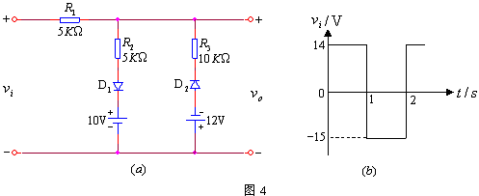 + R₁ +
5KΩ
R₂
5KΩ
R₃
10KΩ
D₁
D₂
vᵢ
vₒ
10V
+
−
−
+
12V
− −
(a)
vᵢ / V
14
0
1
2
t / s
−15
(b)
图 4